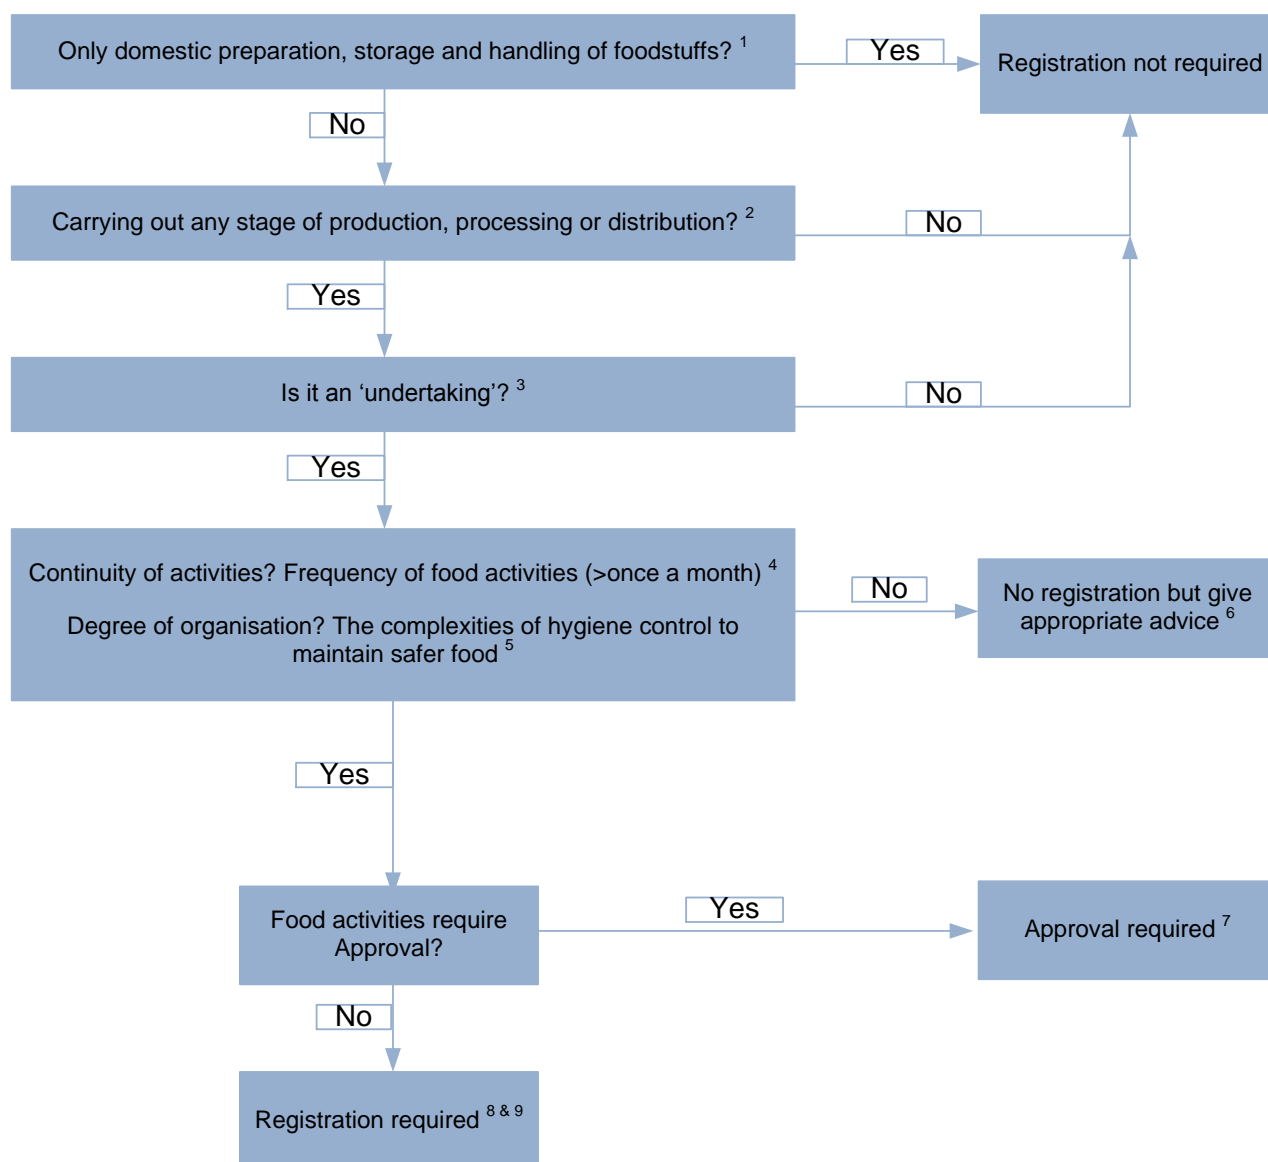 Only domestic preparation, storage and handling of foodstuffs? 1
Yes
Registration not required
No
Carrying out any stage of production, processing or distribution? 2
No
Yes
Is it an ‘undertaking’? 3
No
Yes
Continuity of activities? Frequency of food activities (>once a month) 4
Degree of organisation? The complexities of hygiene control to
maintain safer food 5
No
No registration but give
appropriate advice 6
Yes
Food activities require
Approval?
Yes
Approval required 7
No
Registration required 8 & 9